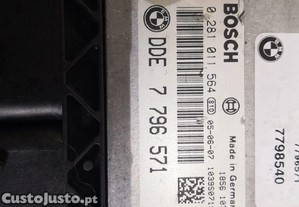 BOSCH
0 281 011 564
DDE 7 796 571
05-06-07
Made in Germany
7798540
CustoJusto.pt